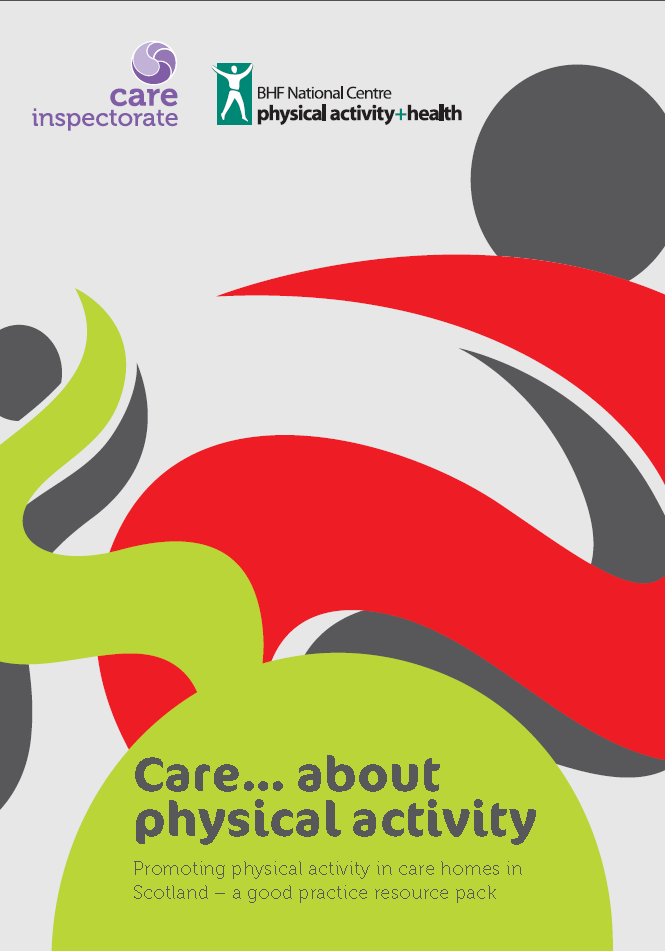 care
inspectorate
BHF National Centre
physical activity+health
Care... about
physical activity
Promoting physical activity in care homes in
Scotland – a good practice resource pack